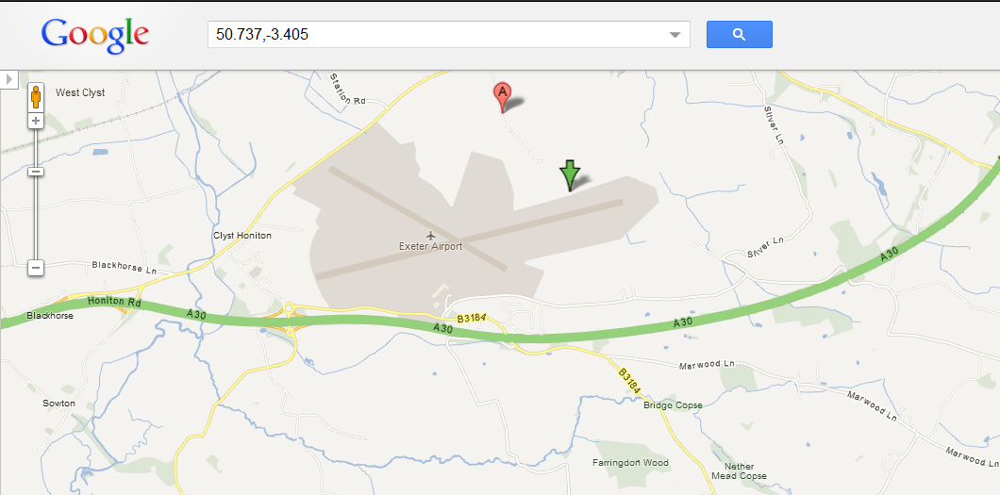 Google
50.737,-3.405
West Clyst
Station Rd
A
Silver Ln
Clyst Honiton
Exeter Airport
Silver Ln
A30
Blackhorse Ln
Honiton Rd
Blackhorse
A30
B3184
A30
A30
Marwood Ln
B3184
Sowton
Bridge Copse
Marwood Ln
Marwood Ln
Farringdon Wood
Nether
Mead Copse